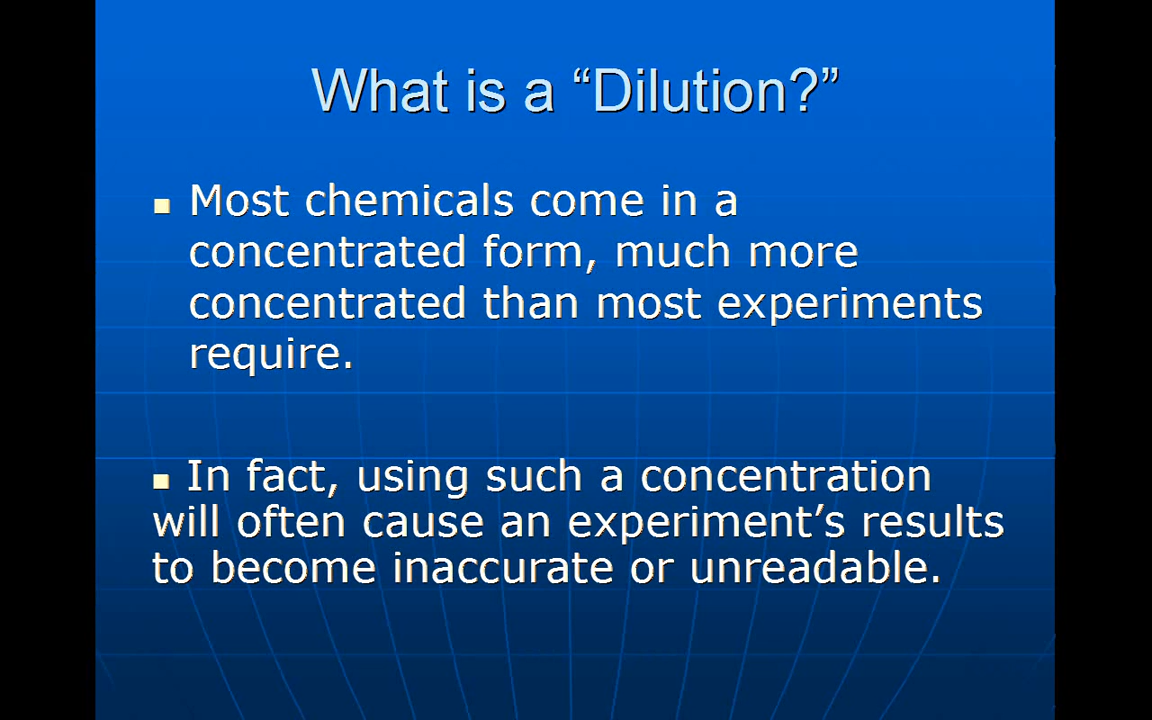 What is a “Dilution?”
Most chemicals come in a
concentrated form, much more
concentrated than most experiments
require.
In fact, using such a concentration
will often cause an experiment’s results
to become inaccurate or unreadable.